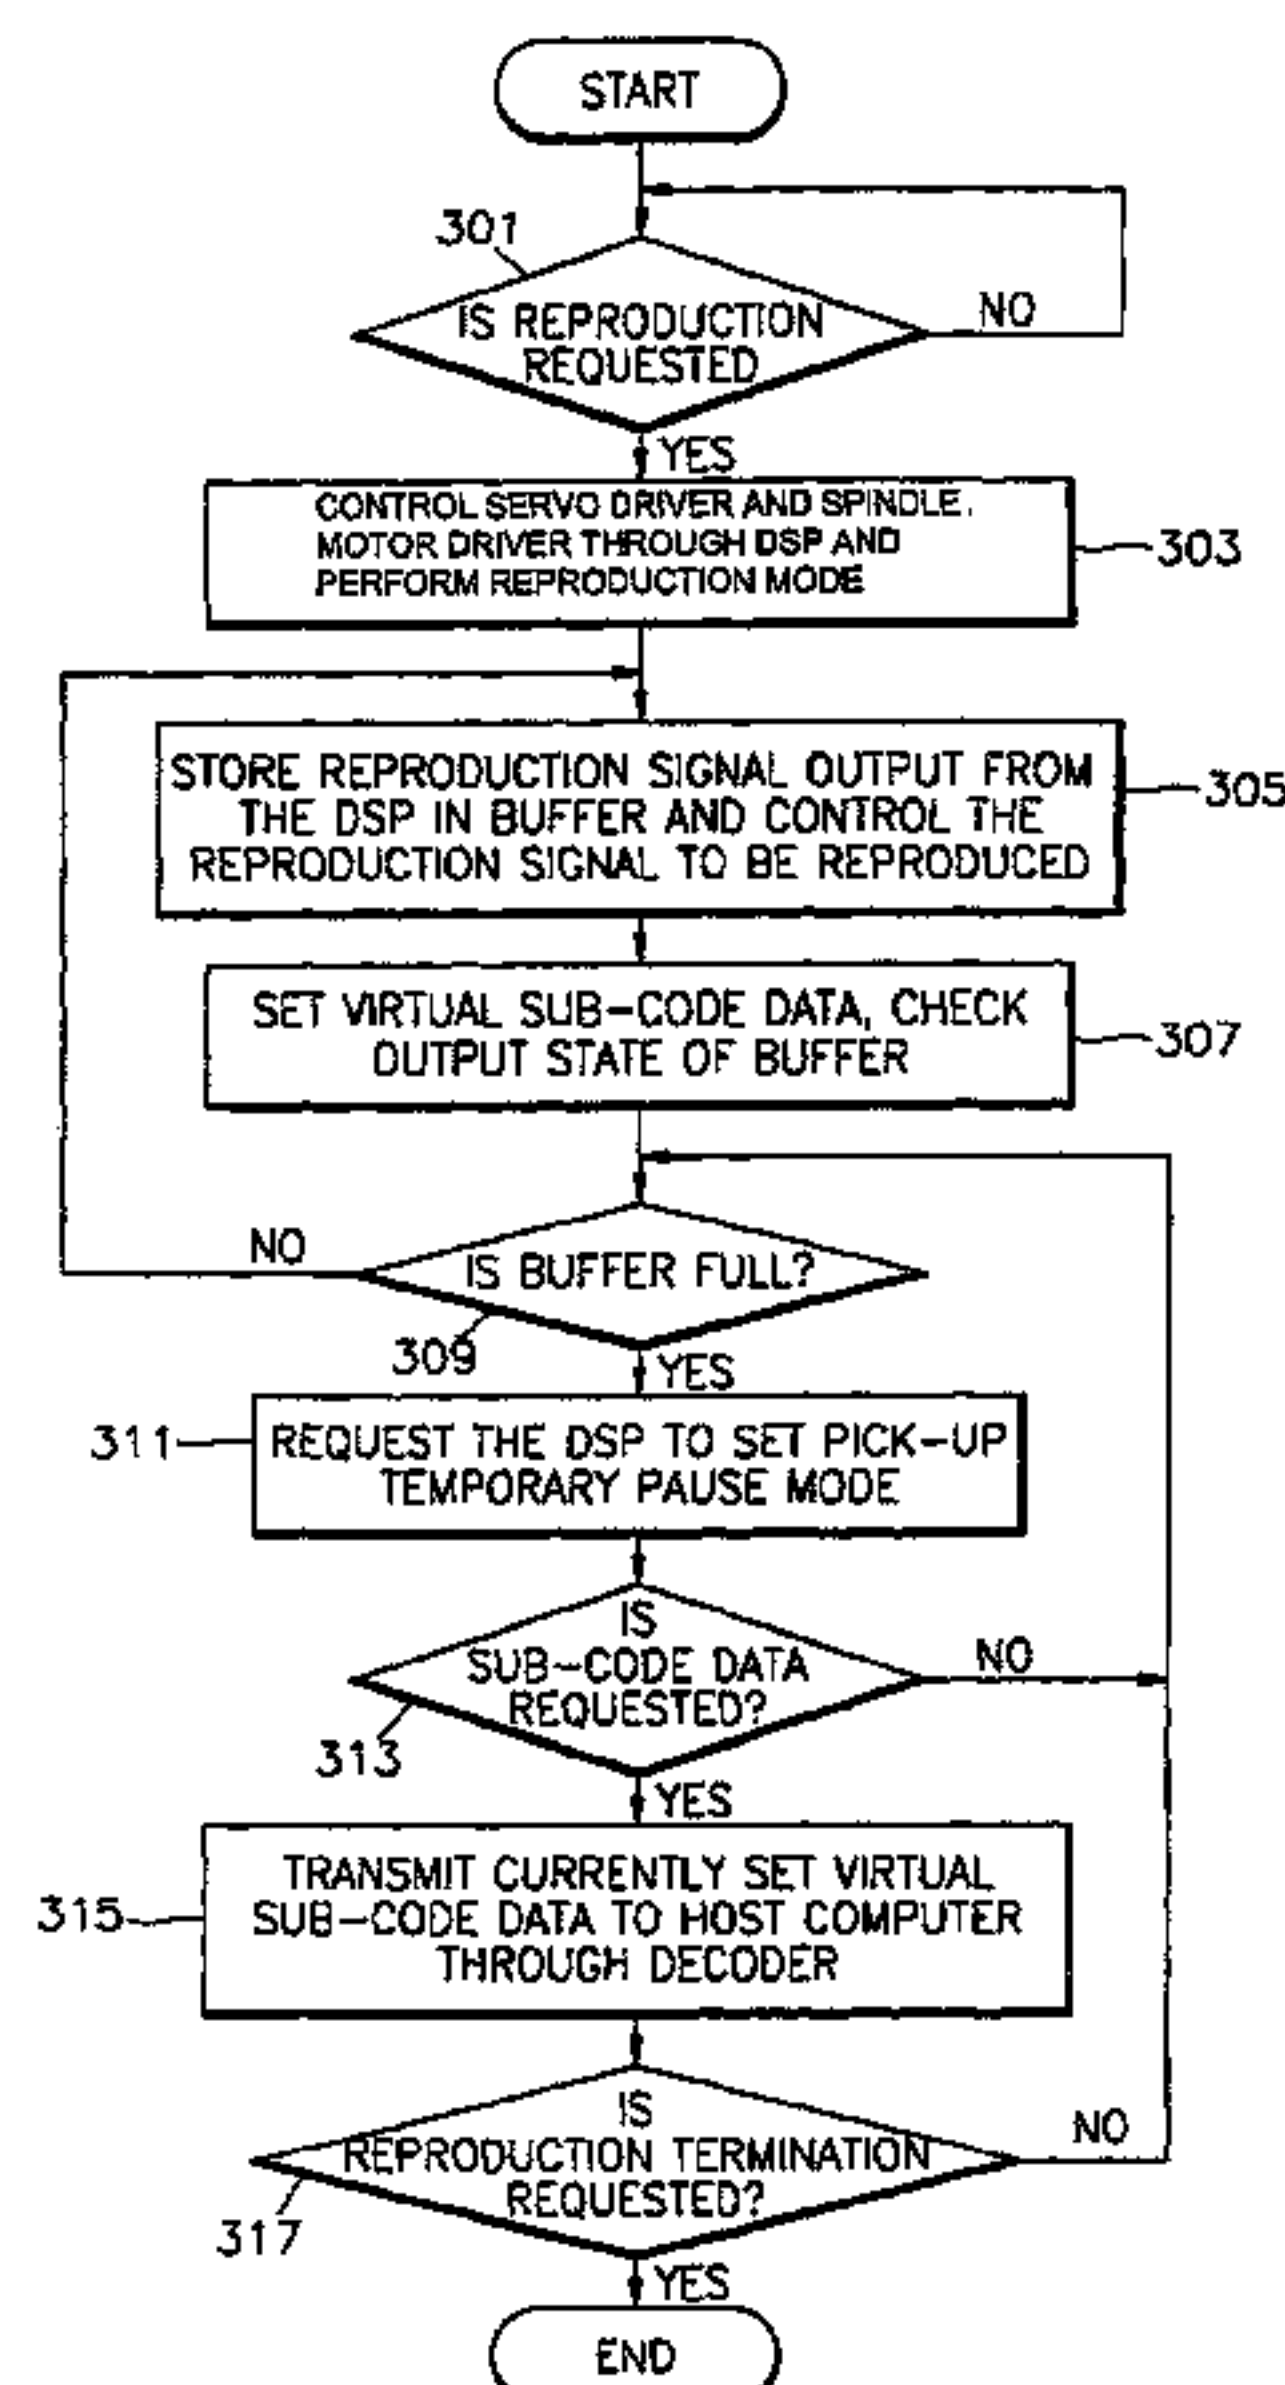 START
301
IS REPRODUCTION
REQUESTED
NO
YES
CONTROL SERVO DRIVER AND SPINDLE.
MOTOR DRIVER THROUGH DSP AND
PERFORM REPRODUCTION MODE
303
STORE REPRODUCTION SIGNAL OUTPUT FROM
THE DSP IN BUFFER AND CONTROL THE
REPRODUCTION SIGNAL TO BE REPRODUCED
305
SET VIRTUAL SUB-CODE DATA, CHECK
OUTPUT STATE OF BUFFER
307
NO
IS BUFFER FULL?
309
YES
311
REQUEST THE DSP TO SET PICK-UP
TEMPORARY PAUSE MODE
IS
SUB-CODE DATA
REQUESTED?
NO
313
YES
315
TRANSMIT CURRENTLY SET VIRTUAL
SUB-CODE DATA TO HOST COMPUTER
THROUGH DECODER
IS
REPRODUCTION TERMINATION
REQUESTED?
NO
317
YES
END